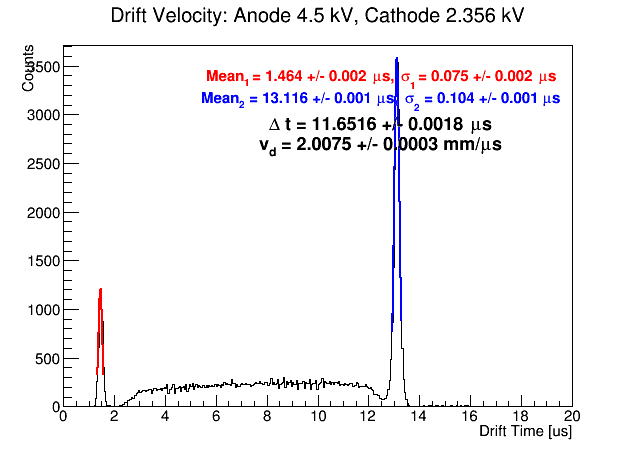 Drift Velocity: Anode 4.5 kV, Cathode 2.356 kV
Counts
Mean1 = 1.464 +/- 0.002 μs, σ1 = 0.075 +/- 0.002 μs
Mean2 = 13.116 +/- 0.001 μs, σ2 = 0.104 +/- 0.001 μs
Δ t = 11.6516 +/- 0.0018 μs
vd = 2.0075 +/- 0.0003 mm/μs
3500
3000
2500
2000
1500
1000
500
0
0 2 4 6 8 10 12 14 16 18 20
Drift Time [us]